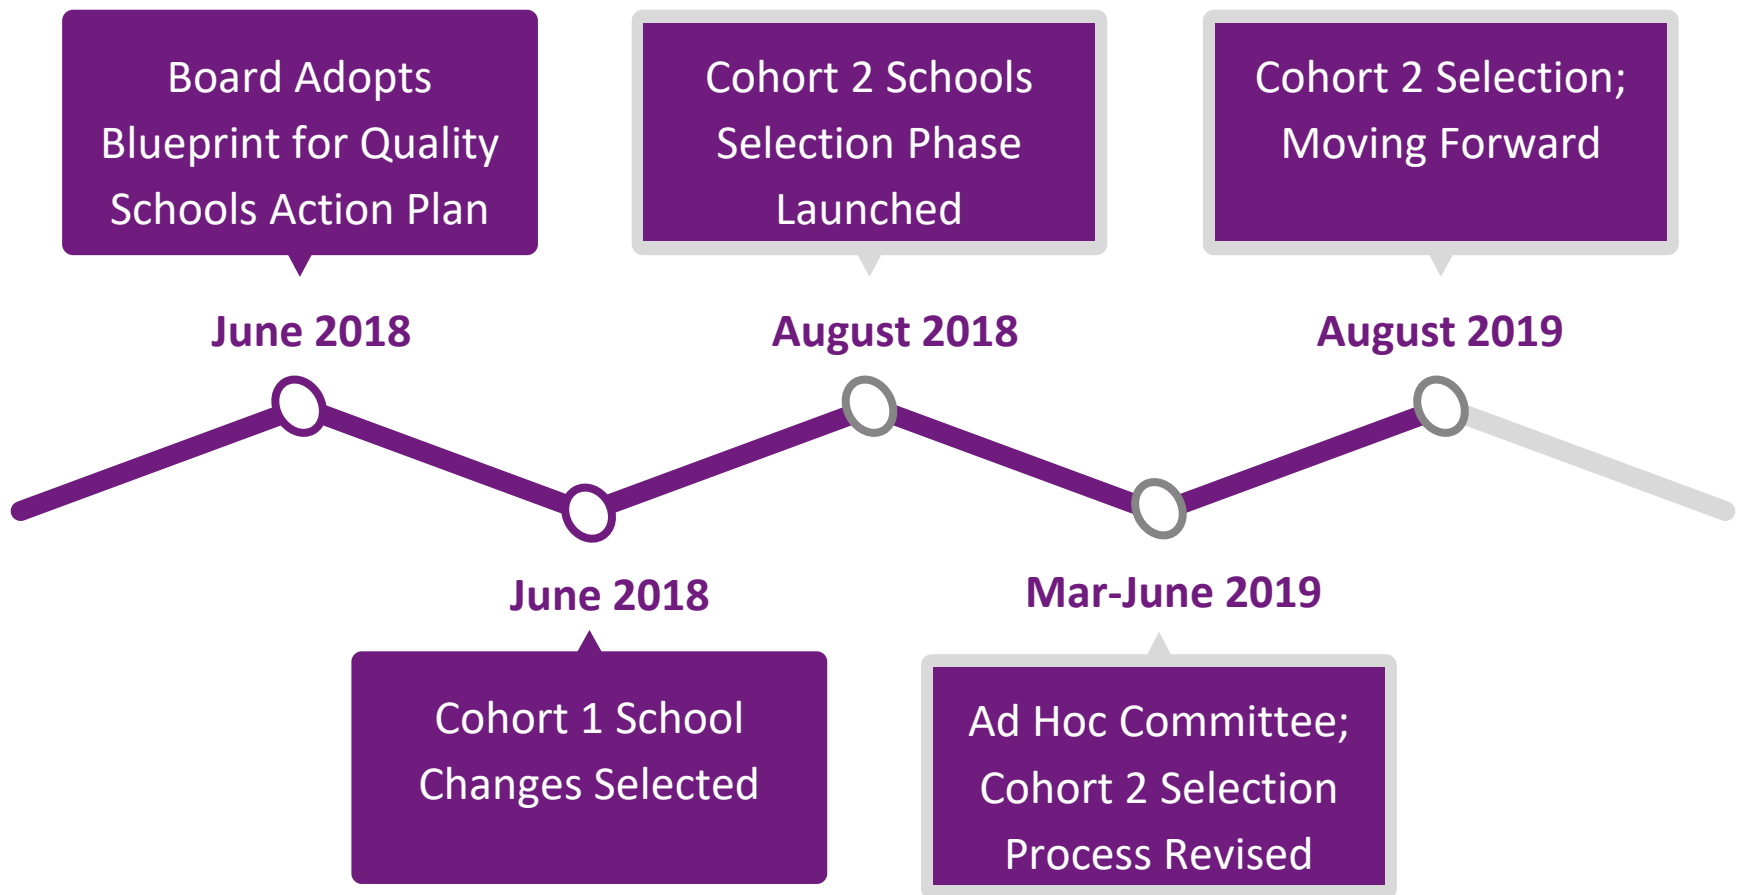 Board Adopts
Blueprint for Quality
Schools Action Plan
June 2018
Cohort 1 School
Changes Selected
June 2018
Cohort 2 Schools
Selection Phase
Launched
August 2018
Ad Hoc Committee;
Cohort 2 Selection
Process Revised
Mar-June 2019
Cohort 2 Selection;
Moving Forward
August 2019